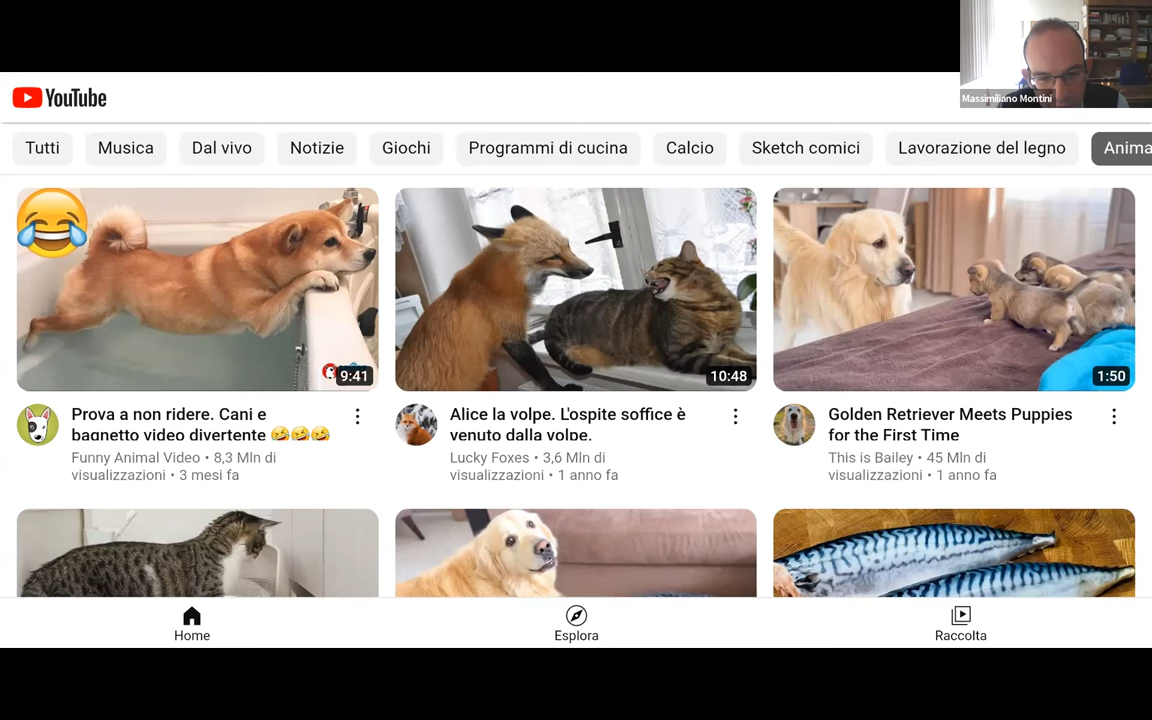 Massimiliano Montini
YouTube
Tutti
Musica
Dal vivo
Notizie
Giochi
Programmi di cucina
Calcio
Sketch comici
Lavorazione del legno
Anima
9:41
10:48
1:50
Prova a non ridere. Cani e
bagnetto video divertente 🤣🤣🤣
Funny Animal Video • 8,3 Mln di
visualizzazioni • 3 mesi fa
Alice la volpe. L'ospite soffice è
venuto dalla volpe.
Lucky Foxes • 3,6 Mln di
visualizzazioni • 1 anno fa
Golden Retriever Meets Puppies
for the First Time
This is Bailey • 45 Mln di
visualizzazioni • 1 anno fa
Home
Esplora
Raccolta